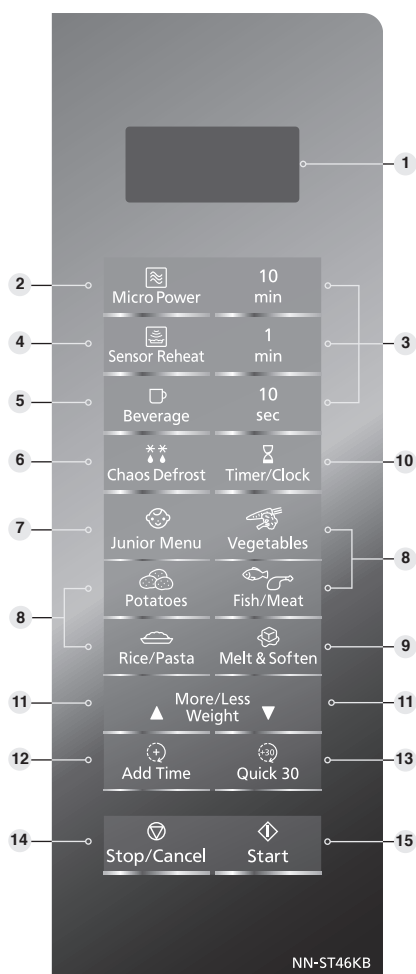 1
2
Micro Power
10
min
3
4
Sensor Reheat
1
min
5
Beverage
10
sec
6
Chaos Defrost
Timer/Clock
10
7
Junior Menu
Vegetables
8
8
Potatoes
Fish/Meat
Rice/Pasta
Melt & Soften
9
11
More/Less
Weight
11
12
Add Time
+30
Quick 30
13
14
Stop/Cancel
Start
15
NN-ST46KB